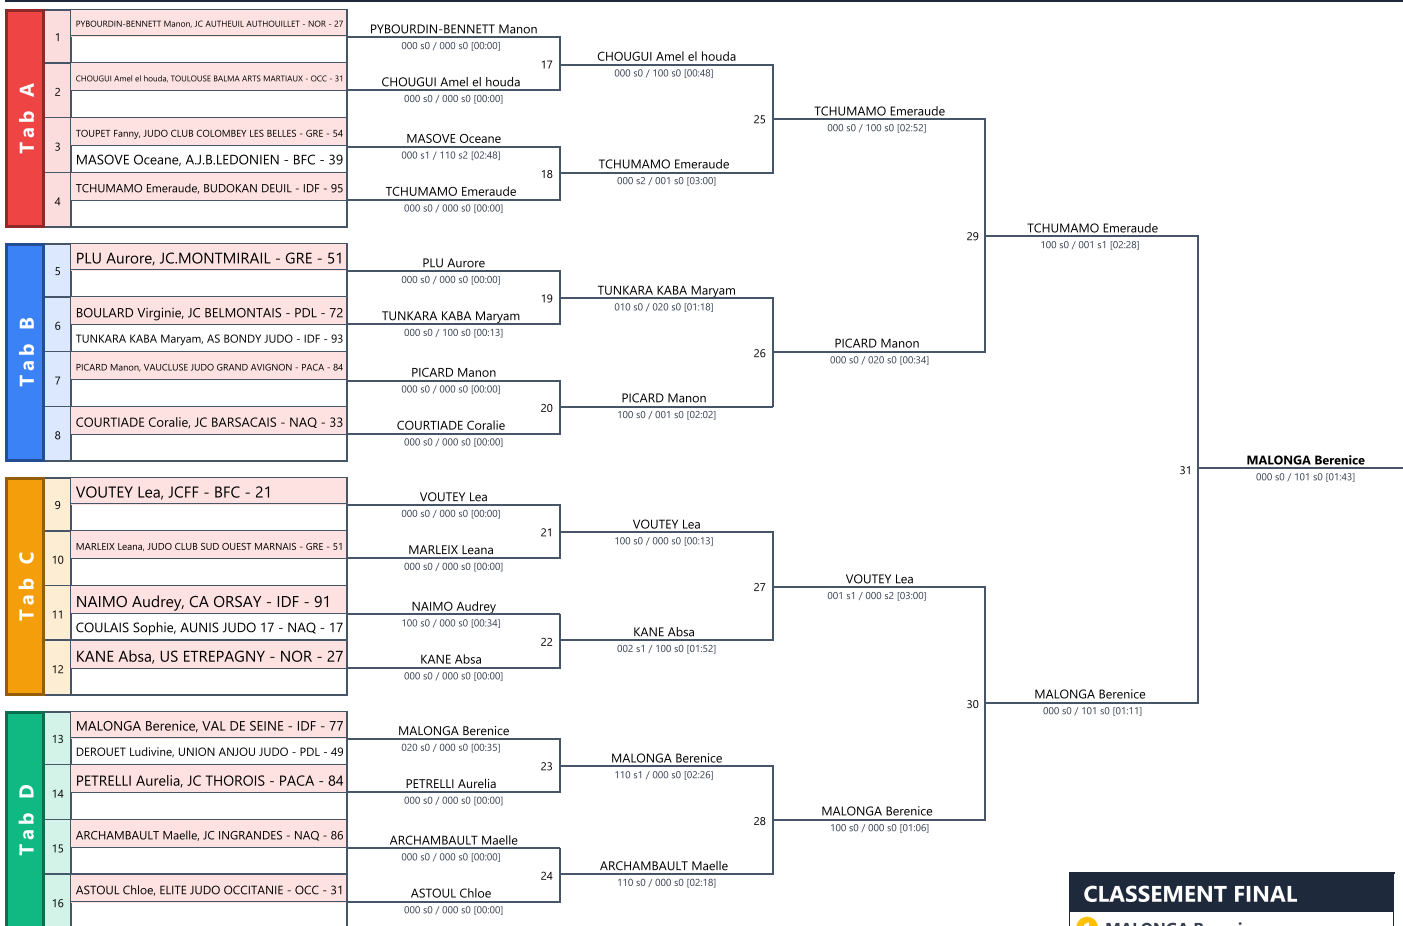 Tab A
1
PYBOURDIN-BENNETT Manon, JC AUTHEUIL AUTHOUILLET - NOR - 27
2
CHOUGUI Amel el houda, TOULOUSE BALMA ARTS MARTIAUX - OCC - 31
3
TOUPET Fanny, JUDO CLUB COLOMBEY LES BELLES - GRE - 54
MASOVE Oceane, A.J.B.LEDONIEN - BFC - 39
4
TCHUMAMO Emeraude, BUDOKAN DEUIL - IDF - 95
Tab B
5
PLU Aurore, JC.MONTMIRAIL - GRE - 51
6
BOULARD Virginie, JC BELMONTAIS - PDL - 72
TUNKARA KABA Maryam, AS BONDY JUDO - IDF - 93
7
PICARD Manon, VAUCLUSE JUDO GRAND AVIGNON - PACA - 84
8
COURTIADE Coralie, JC BARSACAIS - NAQ - 33
Tab C
9
VOUTEY Lea, JCFF - BFC - 21
10
MARLEIX Leana, JUDO CLUB SUD OUEST MARNAIS - GRE - 51
11
NAIMO Audrey, CA ORSAY - IDF - 91
COULAIS Sophie, AUNIS JUDO 17 - NAQ - 17
12
KANE Absa, US ETREPAGNY - NOR - 27
Tab D
13
MALONGA Berenice, VAL DE SEINE - IDF - 77
DEROUET Ludivine, UNION ANJOU JUDO - PDL - 49
14
PETRELLI Aurelia, JC THOROIS - PACA - 84
15
ARCHAMBAULT Maelle, JC INGRANDES - NAQ - 86
16
ASTOUL Chloe, ELITE JUDO OCCITANIE - OCC - 31
PYBOURDIN-BENNETT Manon
000 s0 / 000 s0 [00:00]
17
CHOUGUI Amel el houda
000 s0 / 000 s0 [00:00]
MASOVE Oceane
000 s1 / 110 s2 [02:48]
18
TCHUMAMO Emeraude
000 s0 / 000 s0 [00:00]
PLU Aurore
000 s0 / 000 s0 [00:00]
19
TUNKARA KABA Maryam
000 s0 / 100 s0 [00:13]
PICARD Manon
000 s0 / 000 s0 [00:00]
20
COURTIADE Coralie
000 s0 / 000 s0 [00:00]
VOUTEY Lea
000 s0 / 000 s0 [00:00]
21
MARLEIX Leana
000 s0 / 000 s0 [00:00]
NAIMO Audrey
100 s0 / 000 s0 [00:34]
22
KANE Absa
000 s0 / 000 s0 [00:00]
MALONGA Berenice
020 s0 / 000 s0 [00:35]
23
PETRELLI Aurelia
000 s0 / 000 s0 [00:00]
ARCHAMBAULT Maelle
000 s0 / 000 s0 [00:00]
24
ASTOUL Chloe
000 s0 / 000 s0 [00:00]
CHOUGUI Amel el houda
000 s0 / 100 s0 [00:48]
25
TCHUMAMO Emeraude
000 s2 / 001 s0 [03:00]
TUNKARA KABA Maryam
010 s0 / 020 s0 [01:18]
26
PICARD Manon
100 s0 / 001 s0 [02:02]
VOUTEY Lea
100 s0 / 000 s0 [00:13]
27
KANE Absa
002 s1 / 100 s0 [01:52]
MALONGA Berenice
110 s1 / 000 s0 [02:26]
28
ARCHAMBAULT Maelle
110 s0 / 000 s0 [02:18]
TCHUMAMO Emeraude
000 s0 / 100 s0 [02:52]
29
PICARD Manon
000 s0 / 020 s0 [00:34]
VOUTEY Lea
001 s1 / 000 s2 [03:00]
30
MALONGA Berenice
100 s0 / 000 s0 [01:06]
TCHUMAMO Emeraude
100 s0 / 001 s1 [02:28]
31
MALONGA Berenice
000 s0 / 101 s0 [01:11]
MALONGA Berenice
000 s0 / 101 s0 [01:43]
CLASSEMENT FINAL
MALONGA Berenice